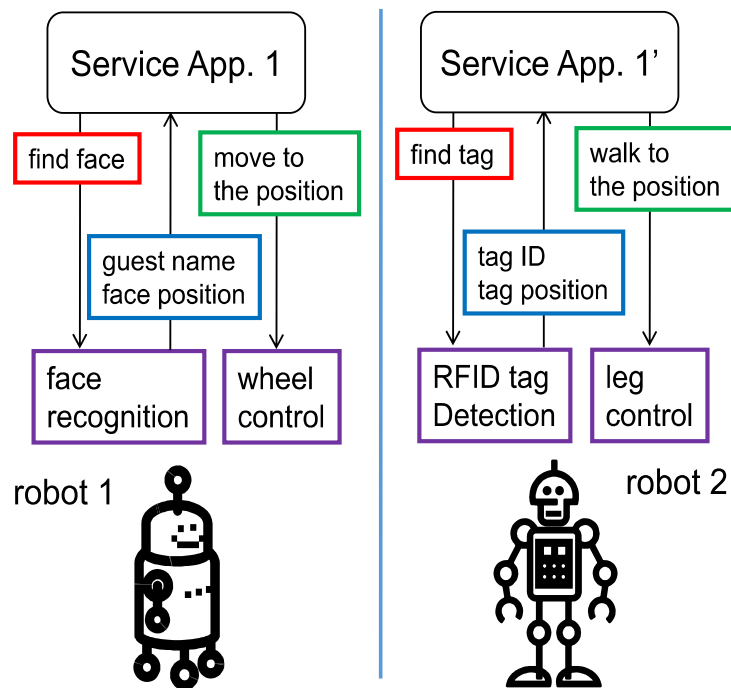 Service App. 1
find face
move to
the position
guest name
face position
face
recognition
wheel
control
robot 1
Service App. 1’
find tag
walk to
the position
tag ID
tag position
RFID tag
Detection
leg
control
robot 2